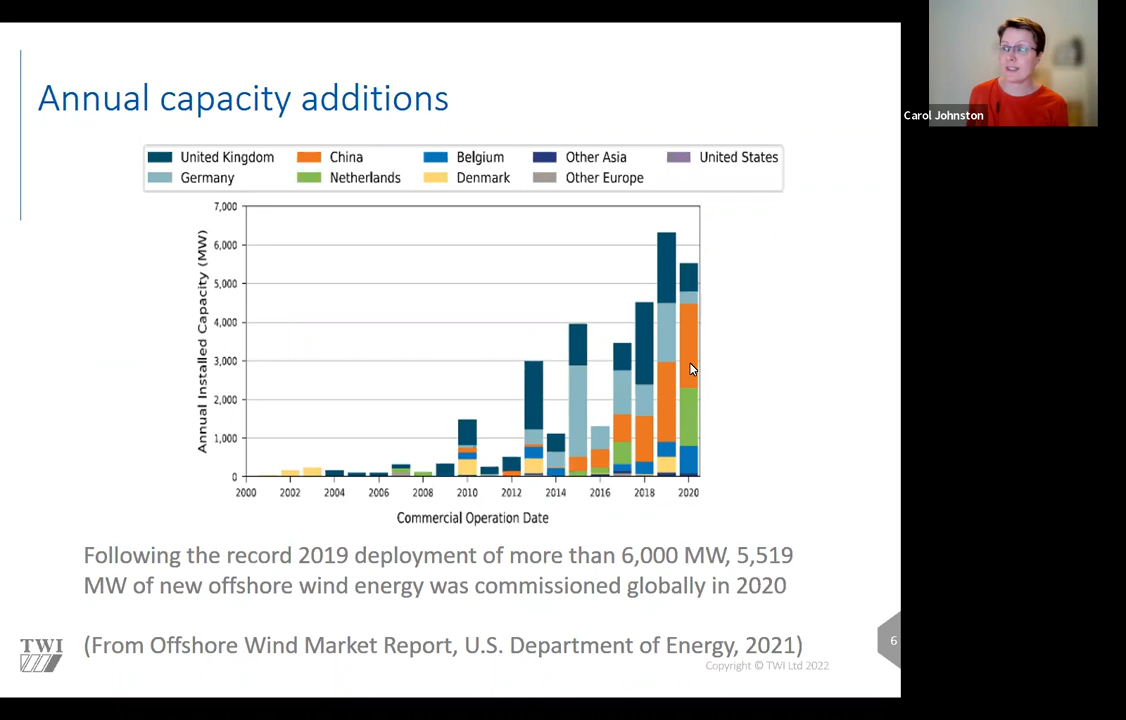 Annual capacity additions
United Kingdom China Belgium Other Asia United States
Germany Netherlands Denmark Other Europe
7,000
6,000
5,000
4,000
3,000
2,000
1,000
0
Annual Installed Capacity (MW)
2000 2002 2004 2006 2008 2010 2012 2014 2016 2018 2020
Commercial Operation Date
Following the record 2019 deployment of more than 6,000 MW, 5,519
MW of new offshore wind energy was commissioned globally in 2020
(From Offshore Wind Market Report, U.S. Department of Energy, 2021)
TWI
Copyright © TWI Ltd 2022
6
Carol Johnston